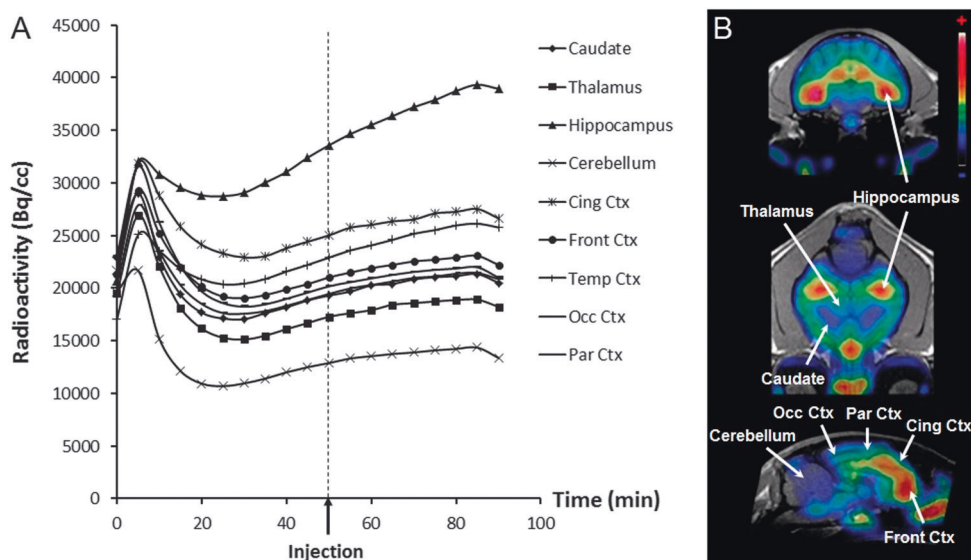 A
45000
40000
35000
30000
25000
20000
15000
10000
5000
0
Radioactivity (Bq/cc)
0
20
40
60
80
100
Time (min)
Injection
Caudate
Thalamus
Hippocampus
Cerebellum
Cing Ctx
Front Ctx
Temp Ctx
Occ Ctx
Par Ctx
B
+
-
Thalamus
Hippocampus
Caudate
Occ Ctx
Par Ctx
Cing Ctx
Cerebellum
Front Ctx